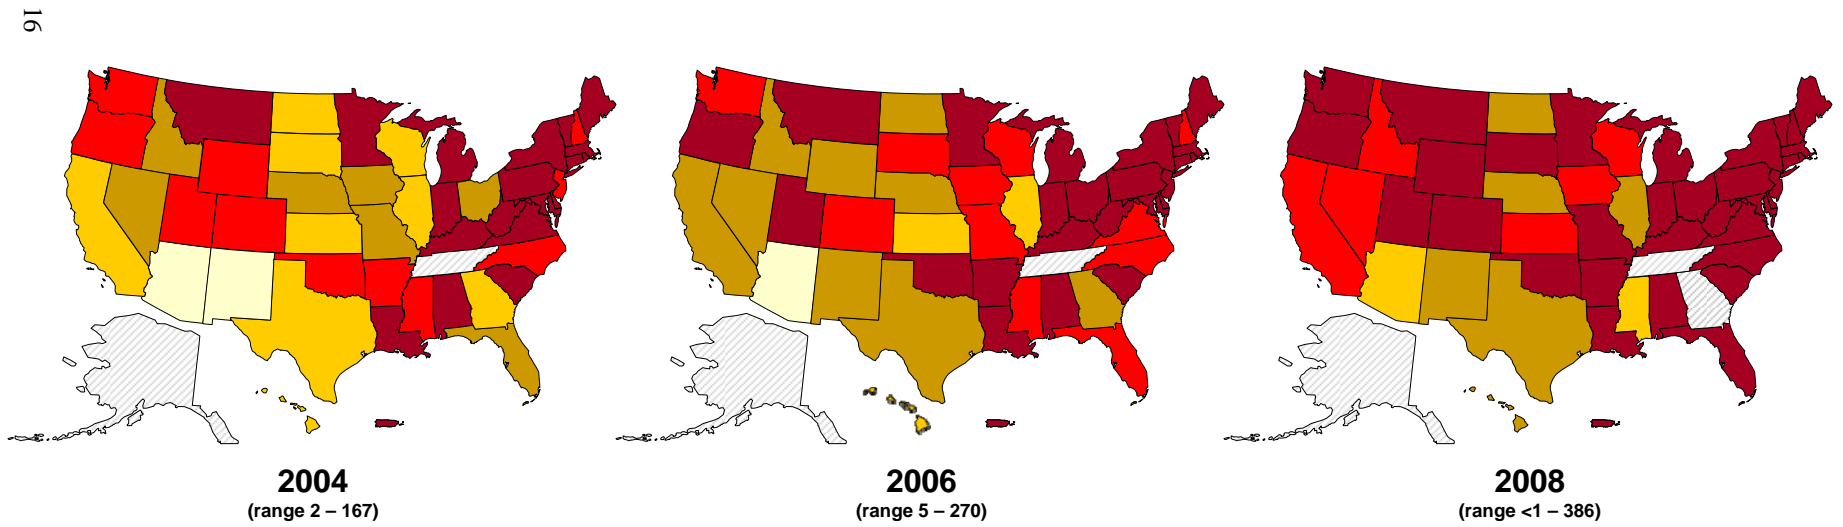 16
2004
(range 2 – 167)
2006
(range 5 – 270)
2008
(range <1 – 386)